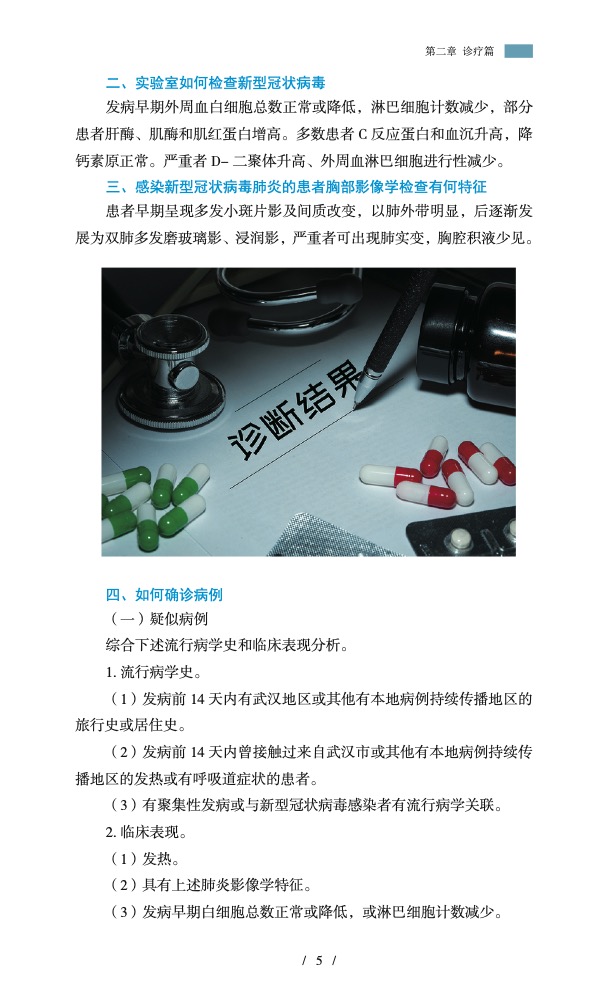 第二章 诊疗篇
二、实验室如何检查新型冠状病毒
发病早期外周血白细胞总数正常或降低，淋巴细胞计数减少，部分
患者肝酶、肌酶和肌红蛋白增高。多数患者 C 反应蛋白和血沉升高，降
钙素原正常。严重者 D- 二聚体升高、外周血淋巴细胞进行性减少。
三、感染新型冠状病毒肺炎的患者胸部影像学检查有何特征
患者早期呈现多发小斑片影及间质改变，以肺外带明显，后逐渐发
展为双肺多发磨玻璃影、浸润影，严重者可出现肺实变，胸腔积液少见。
诊断结果
四、如何确诊病例
（一）疑似病例
综合下述流行病学史和临床表现分析。
1. 流行病学史。
（1）发病前 14 天内有武汉地区或其他有本地病例持续传播地区的
旅行史或居住史。
（2）发病前 14 天内曾接触过来自武汉市或其他有本地病例持续传
播地区的发热或有呼吸道症状的患者。
（3）有聚集性发病或与新型冠状病毒感染者有流行病学关联。
2. 临床表现。
（1）发热。
（2）具有上述肺炎影像学特征。
（3）发病早期白细胞总数正常或降低，或淋巴细胞计数减少。
/ 5 /